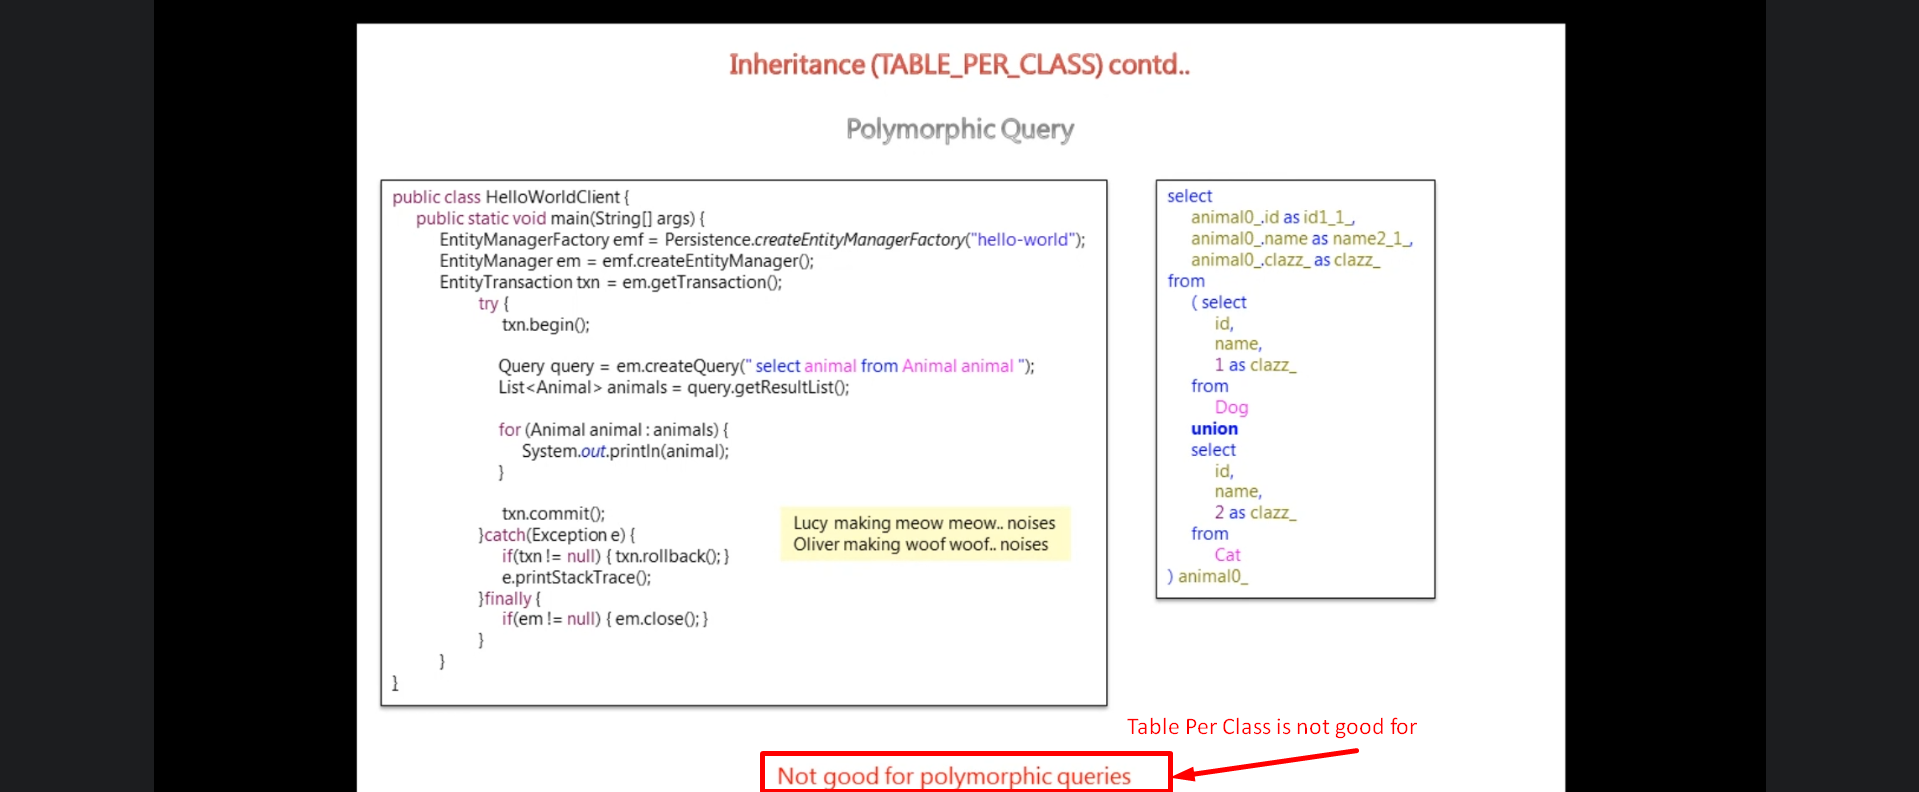 Inheritance (TABLE_PER_CLASS) contd..
Polymorphic Query
public class HelloWorldClient {
public static void main(String[] args) {
EntityManagerFactory emf = Persistence.createEntityManagerFactory("hello-world");
EntityManager em = emf.createEntityManager();
EntityTransaction txn = em.getTransaction();
try {
txn.begin();
Query query = em.createQuery(" select animal from Animal animal ");
List<Animal> animals = query.getResultList();
for (Animal animal : animals) {
System.out.println(animal);
}
txn.commit();
}catch(Exception e) {
if(txn != null) { txn.rollback(); }
e.printStackTrace();
}finally {
if(em != null) { em.close(); }
}
}
}
Lucy making meow meow.. noises
Oliver making woof woof.. noises
select
animal0_.id as id1_1_,
animal0_.name as name2_1_,
animal0_.clazz_ as clazz_
from
( select
id,
name,
1 as clazz_
from
Dog
union
select
id,
name,
2 as clazz_
from
Cat
) animal0_
Table Per Class is not good for
Not good for polymorphic queries